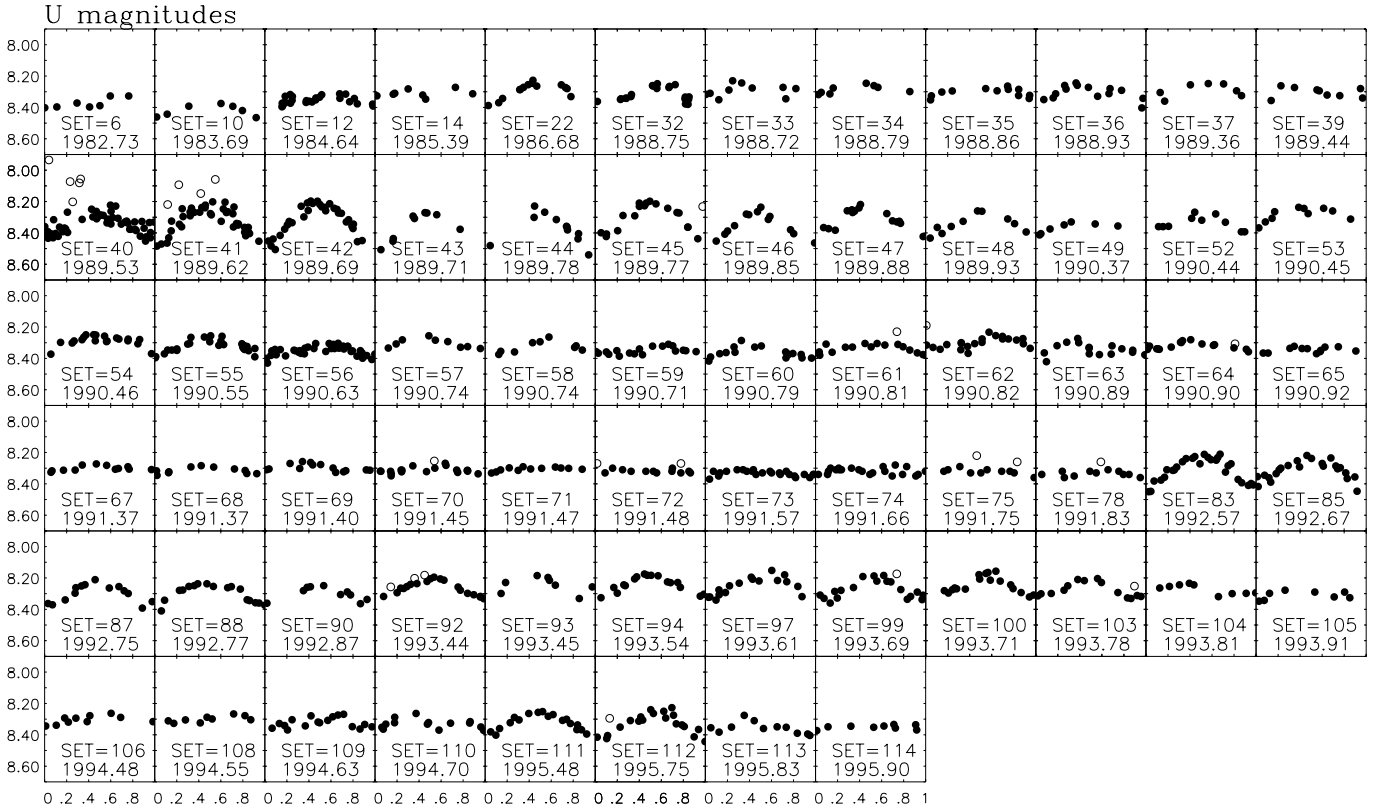 U magnitudes
8.00
8.20
8.40
8.60
SET=6 SET=10 SET=12 SET=14 SET=22 SET=32 SET=33 SET=34 SET=35 SET=36 SET=37 SET=39
1982.73 1983.69 1984.64 1985.39 1986.68 1988.75 1988.72 1988.79 1988.86 1988.93 1989.36 1989.44
8.00
8.20
8.40
8.60
SET=40 SET=41 SET=42 SET=43 SET=44 SET=45 SET=46 SET=47 SET=48 SET=49 SET=52 SET=53
1989.53 1989.62 1989.69 1989.71 1989.78 1989.77 1989.85 1989.88 1989.93 1990.37 1990.44 1990.45
8.00
8.20
8.40
8.60
SET=54 SET=55 SET=56 SET=57 SET=58 SET=59 SET=60 SET=61 SET=62 SET=63 SET=64 SET=65
1990.46 1990.55 1990.63 1990.74 1990.74 1990.71 1990.79 1990.81 1990.82 1990.89 1990.90 1990.92
8.00
8.20
8.40
8.60
SET=67 SET=68 SET=69 SET=70 SET=71 SET=72 SET=73 SET=74 SET=75 SET=78 SET=83 SET=85
1991.37 1991.37 1991.40 1991.45 1991.47 1991.48 1991.57 1991.66 1991.75 1991.83 1992.57 1992.67
8.00
8.20
8.40
8.60
SET=87 SET=88 SET=90 SET=92 SET=93 SET=94 SET=97 SET=99 SET=100 SET=103 SET=104 SET=105
1992.75 1992.77 1992.87 1993.44 1993.45 1993.54 1993.61 1993.69 1993.71 1993.78 1993.81 1993.91
8.00
8.20
8.40
8.60
SET=106 SET=108 SET=109 SET=110 SET=111 SET=112 SET=113 SET=114
1994.48 1994.55 1994.63 1994.70 1995.48 1995.75 1995.83 1995.90
0 .2 .4 .6 .8 0 .2 .4 .6 .8 0 .2 .4 .6 .8 0 .2 .4 .6 .8 0 .2 .4 .6 .8 0 .2 .4 .6 .8 0 .2 .4 .6 .8 0 .2 .4 .6 .8 1